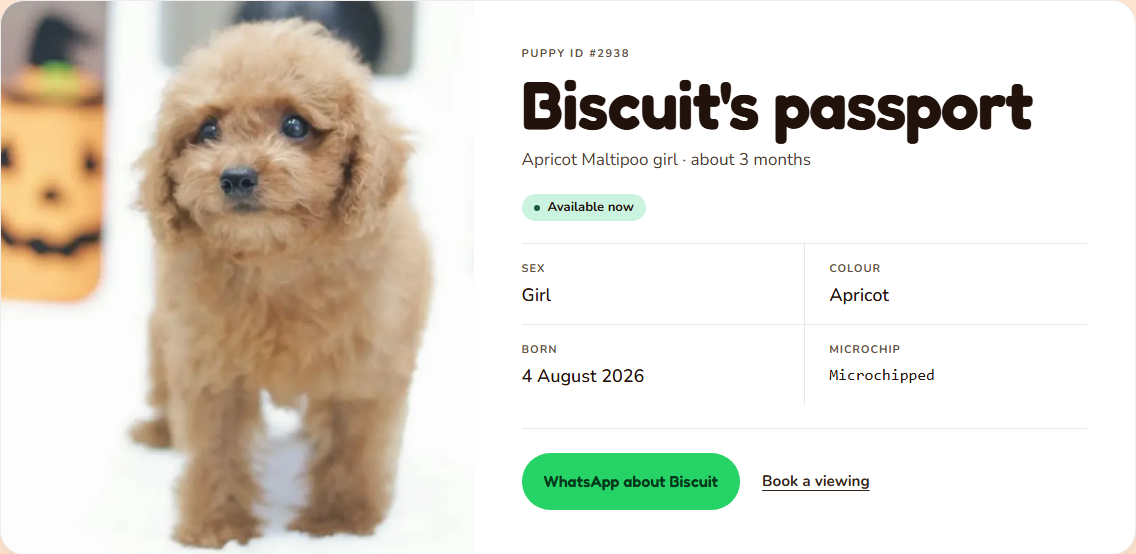 PUPPY ID #2938
Biscuit's passport
Apricot Maltipoo girl · about 3 months
Available now
SEX
Girl
COLOUR
Apricot
BORN
4 August 2026
MICROCHIP
Microchipped
WhatsApp about Biscuit
Book a viewing